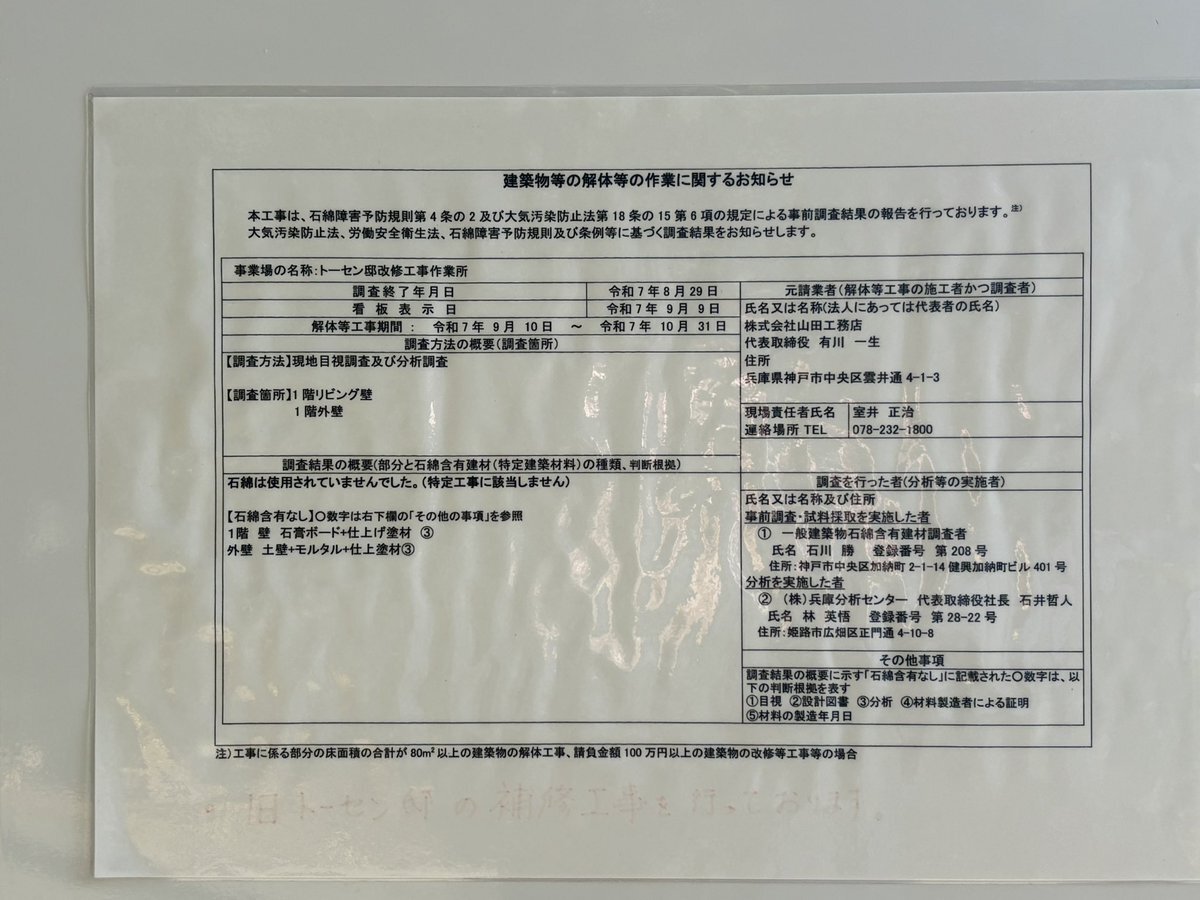 建築物等の解体等の作業に関するお知らせ
本工事は、石綿障害予防規則第4条の2及び大気汚染防止法第18条の15第6項の規定による事前調査結果の報告を行っております。注)
大気汚染防止法、労働安全衛生法、石綿障害予防規則及び条例等に基づく調査結果をお知らせします。
事業場の名称:トーセン邸改修工事作業所
調査終了年月日 令和7年8月29日
看板表示日 令和7年9月9日
解体等工事期間: 令和7年 9月 10日 ~ 令和7年 10月 31日
調査方法の概要(調査箇所)
【調査方法】現地目視調査及び分析調査
【調査箇所】1階リビング壁
1階外壁
調査結果の概要(部分と石綿含有建材(特定建築材料)の種類、判断根拠)
石綿は使用されていませんでした。(特定工事に該当しません)
【石綿含有なし】○数字は右下欄の「その他の事項」を参照
1階 壁 石膏ボード+仕上げ塗材 ③
外壁 土壁+モルタル+仕上塗材③
元請業者(解体等工事の施工者かつ調査者)
氏名又は名称(法人にあっては代表者の氏名)
株式会社山田工務店
代表取締役 有川 一生
住所
兵庫県神戸市中央区雲井通4-1-3
現場責任者氏名 室井 正治
連絡場所TEL 078-232-1800
調査を行った者(分析等の実施者)
氏名又は名称及び住所
事前調査・試料採取を実施した者
① 一般建築物石綿含有建材調査者
氏名 石川 勝 登録番号 第208号
住所:神戸市中央区加納町2-1-14健興加納町ビル401号
分析を実施した者
② (株)兵庫分析センター 代表取締役社長 石井哲人
氏名 林 英悟 登録番号 第28-22号
住所:姫路市広畑区正門通4-10-8
その他事項
調査結果の概要に示す「石綿含有なし」に記載された○数字は、以
下の判断根拠を表す
①目視 ②設計図書 ③分析 ④材料製造者による証明
⑤材料の製造年月日
注)工事に係る部分の床面積の合計が80m²以上の建築物の解体工事、請負金額100万円以上の建築物の改修等工事等の場合
・旧トーセン邸の補修工事を行っております。